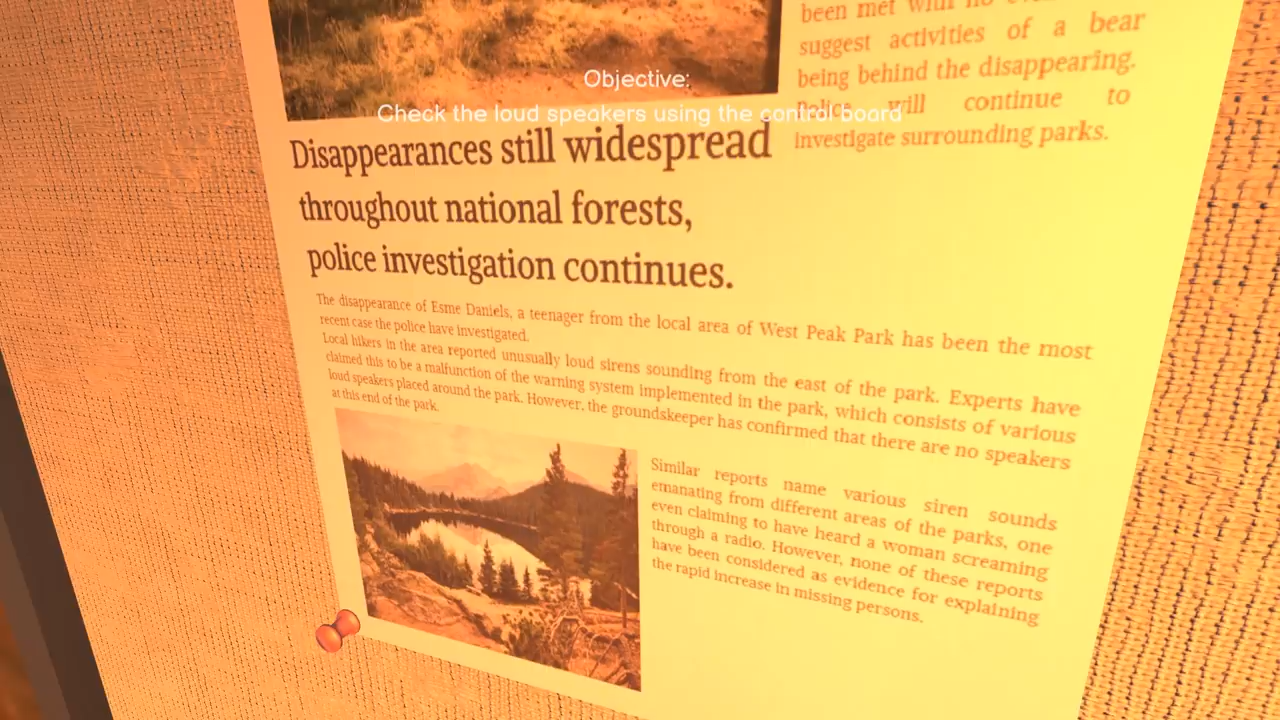 been met with no
suggest activities of a bear
being behind the disappearing.
Objective:
Police will continue to
Check the loud speakers using the control board
investigate surrounding parks.
Disappearances still widespread
throughout national forests,
police investigation continues.
The disappearance of Esme Daniels, a teenager from the local area of West Peak Park has been the most
recent case the police have investigated.
Local hikers in the area reported unusually loud sirens sounding from the east of the park. Experts have
claimed this to be a malfunction of the warning system implemented in the park, which consists of various
loud speakers placed around the park. However, the groundskeeper has confirmed that there are no speakers
at this end of the park.
Similar reports name various siren sounds
emanating from different areas of the parks, one
even claiming to have heard a woman screaming
through a radio. However, none of these reports
have been considered as evidence for explaining
the rapid increase in missing persons.